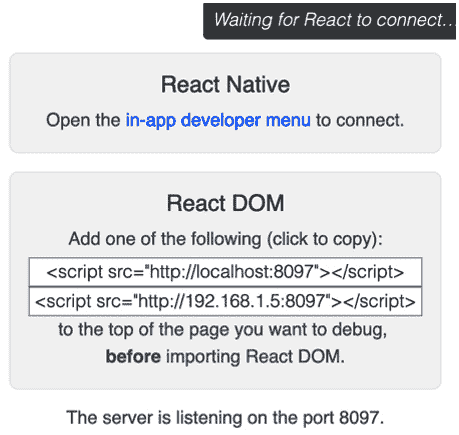 Waiting for React to connect…
React Native
Open the in-app developer menu to connect.
React DOM
Add one of the following (click to copy):
<script src="http://localhost:8097"></script>
<script src="http://192.168.1.5:8097"></script>
to the top of the page you want to debug,
before importing React DOM.
The server is listening on the port 8097.